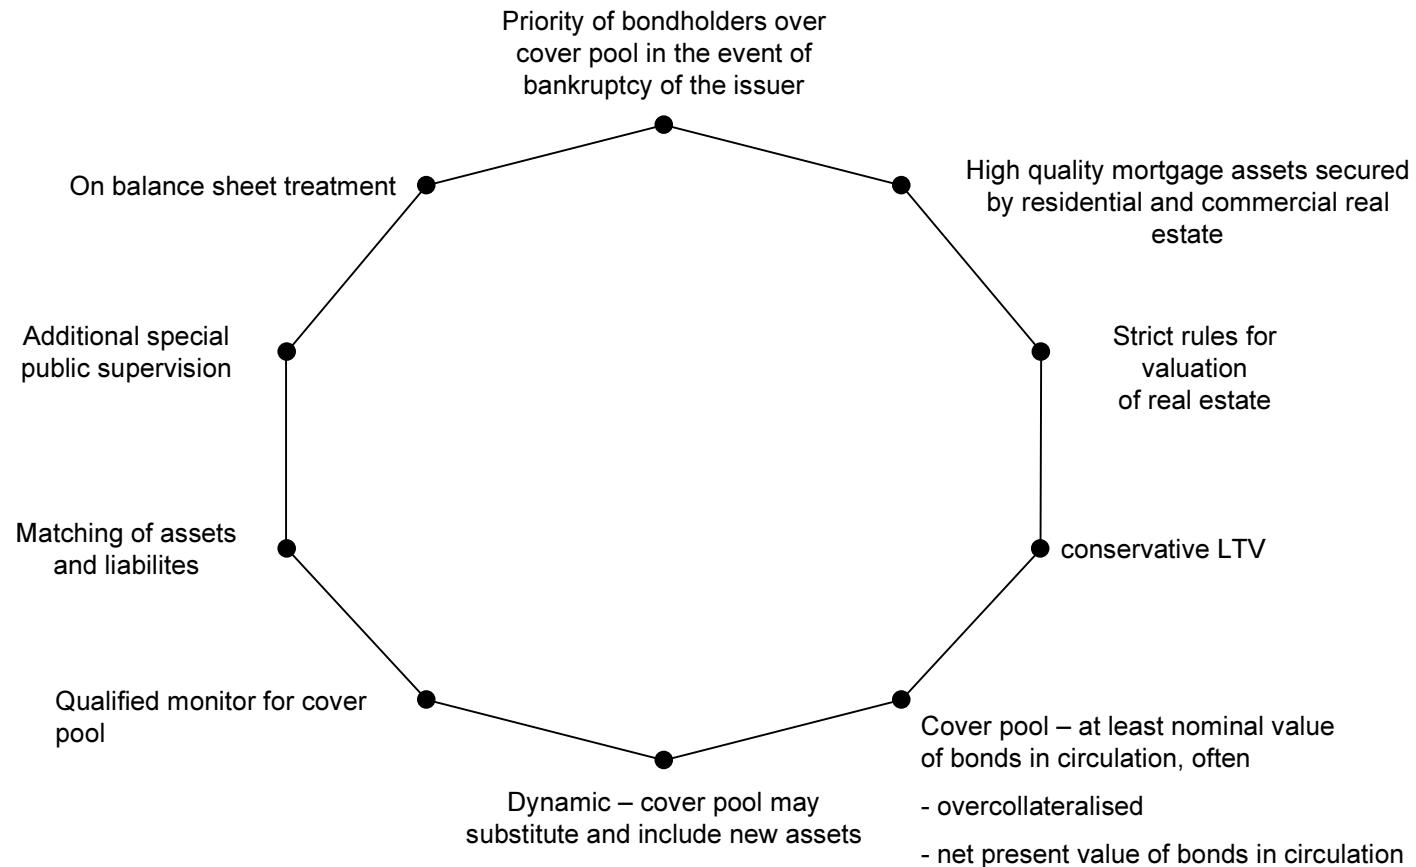 Priority of bondholders over
cover pool in the event of
bankruptcy of the issuer
On balance sheet treatment
High quality mortgage assets secured
by residential and commercial real
estate
Additional special
public supervision
Strict rules for
valuation
of real estate
Matching of assets
and liabilites
conservative LTV
Qualified monitor for cover
pool
Cover pool – at least nominal value
of bonds in circulation, often
- overcollateralised
- net present value of bonds in circulation
Dynamic – cover pool may
substitute and include new assets